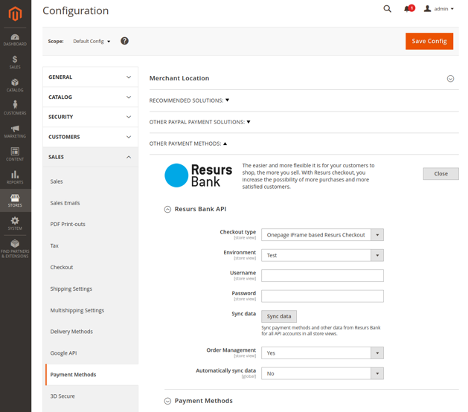 Configuration
1
admin
Scope: Default Config ?
Save Config
DASHBOARD
SALES
CATALOG
CUSTOMERS
MARKETING
CONTENT
REPORTS
STORES
SYSTEM
FIND PARTNERS
& EXTENSIONS
GENERAL
CATALOG
SECURITY
CUSTOMERS
SALES
Sales
Sales Emails
PDF Print-outs
Tax
Checkout
Shipping Settings
Multishipping Settings
Delivery Methods
Google API
Payment Methods
3D Secure
Merchant Location
RECOMMENDED SOLUTIONS:
OTHER PAYPAL PAYMENT SOLUTIONS:
OTHER PAYMENT METHODS:
Resurs
Bank
The easier and more flexible it is for your customers to
shop, the more you sell. With Resurs checkout, you
increase the possibility of more purchases and more
satisfied customers.
Close
Resurs Bank API
Checkout type Onepage iFrame based Resurs Checkout
[store view]
Environment Test
[store view]
Username
[store view]
Password
[store view]
Sync data Sync data
Sync payment methods and other data from Resurs Bank
for all API accounts in all store views.
Order Management Yes
[store view]
Automatically sync data No
[global]
Payment Methods